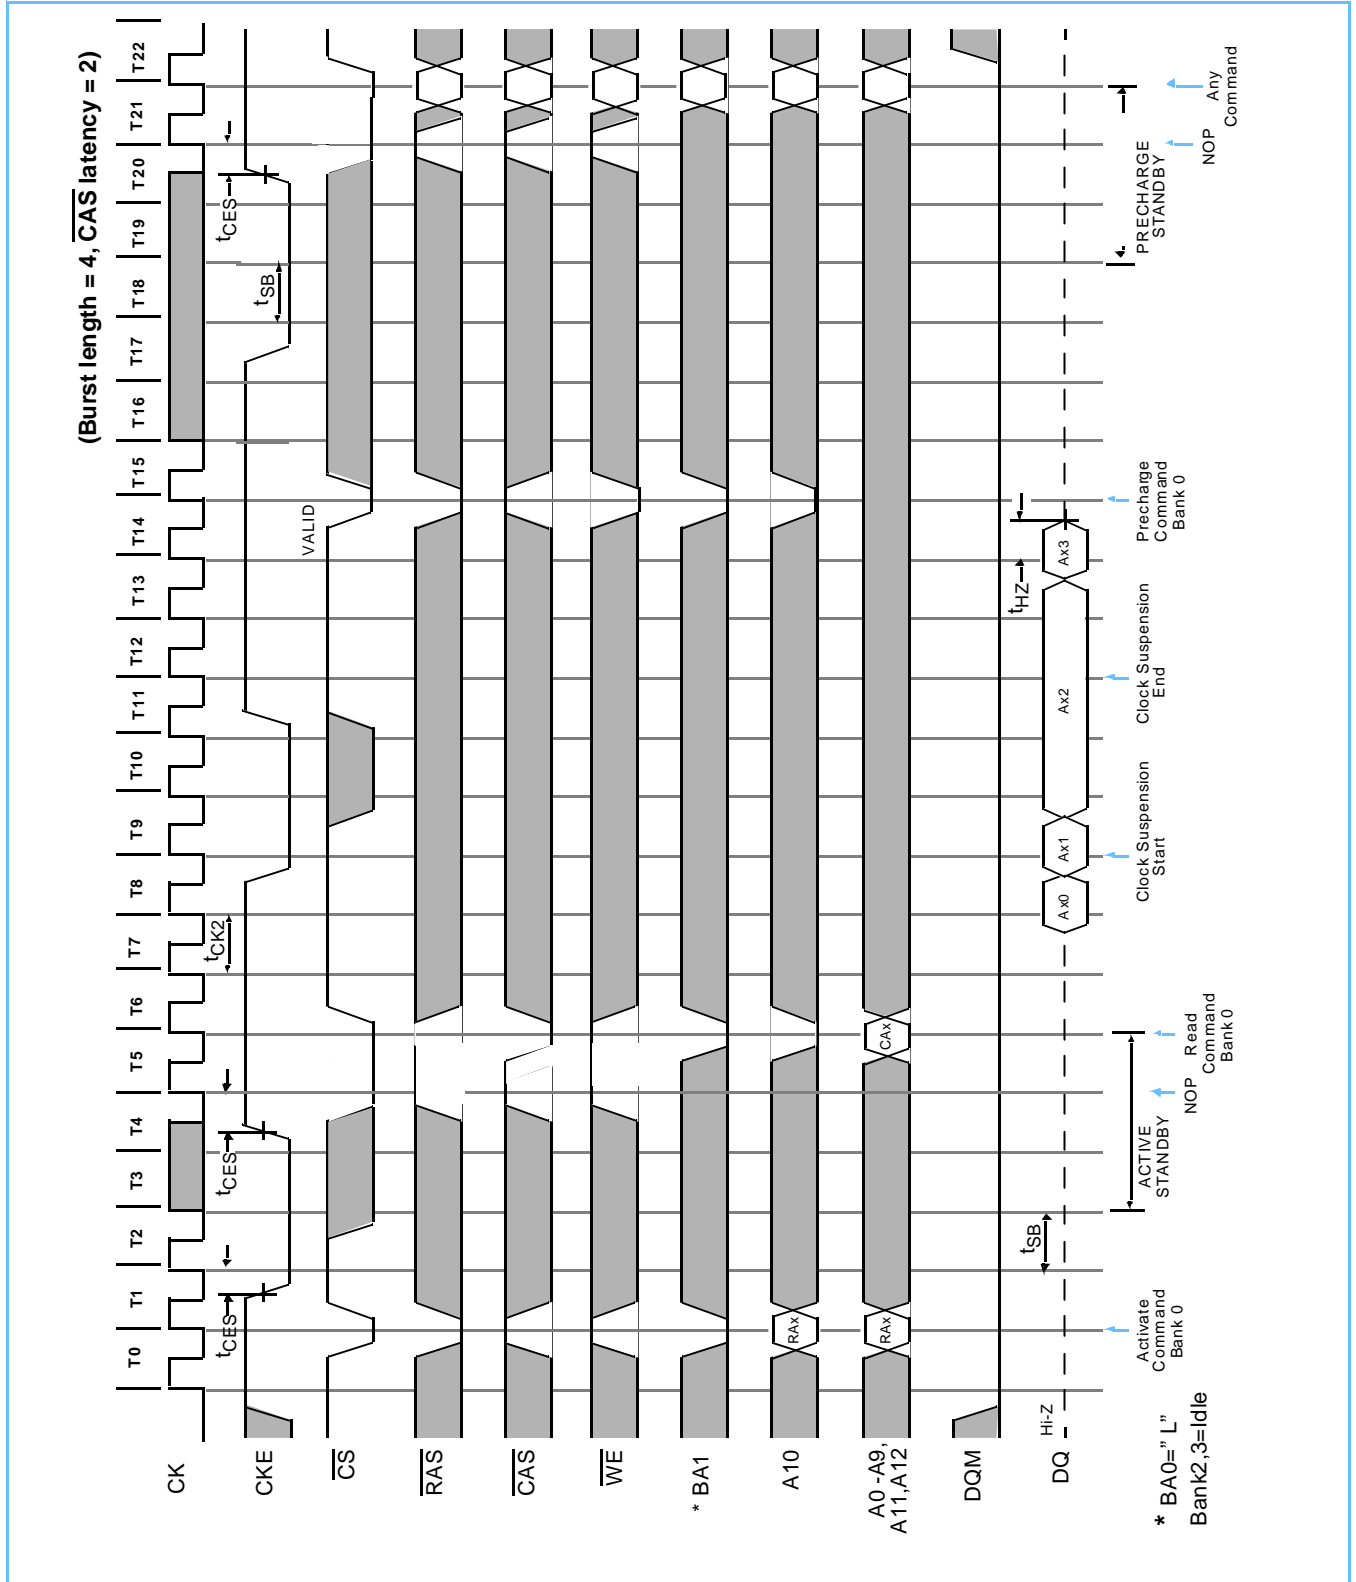 (Burst length = 4, CAS latency = 2)
T0 T1 T2 T3 T4 T5 T6 T7 T8 T9 T10 T11 T12 T13 T14 T15 T16 T17 T18 T19 T20 T21 T22
CK
tCK2
CKE
tCES
tCES
tSB
tCES
CS
VALID
RAS
CAS
WE
* BA1
A10
RAx
A0 -A9,
A11,A12
RAx
CAx
DQM
tSB
tHZ
DQ
Hi-Z
Ax0
Ax1
Ax2
Ax3
Activate
Command
Bank 0
ACTIVE
STANDBY
NOP
Read
Command
Bank 0
Clock Suspension
Start
Clock Suspension
End
Precharge
Command
Bank 0
PRECHARGE
STANDBY
NOP
Any
Command
* BA0=” L”
Bank2,3=Idle